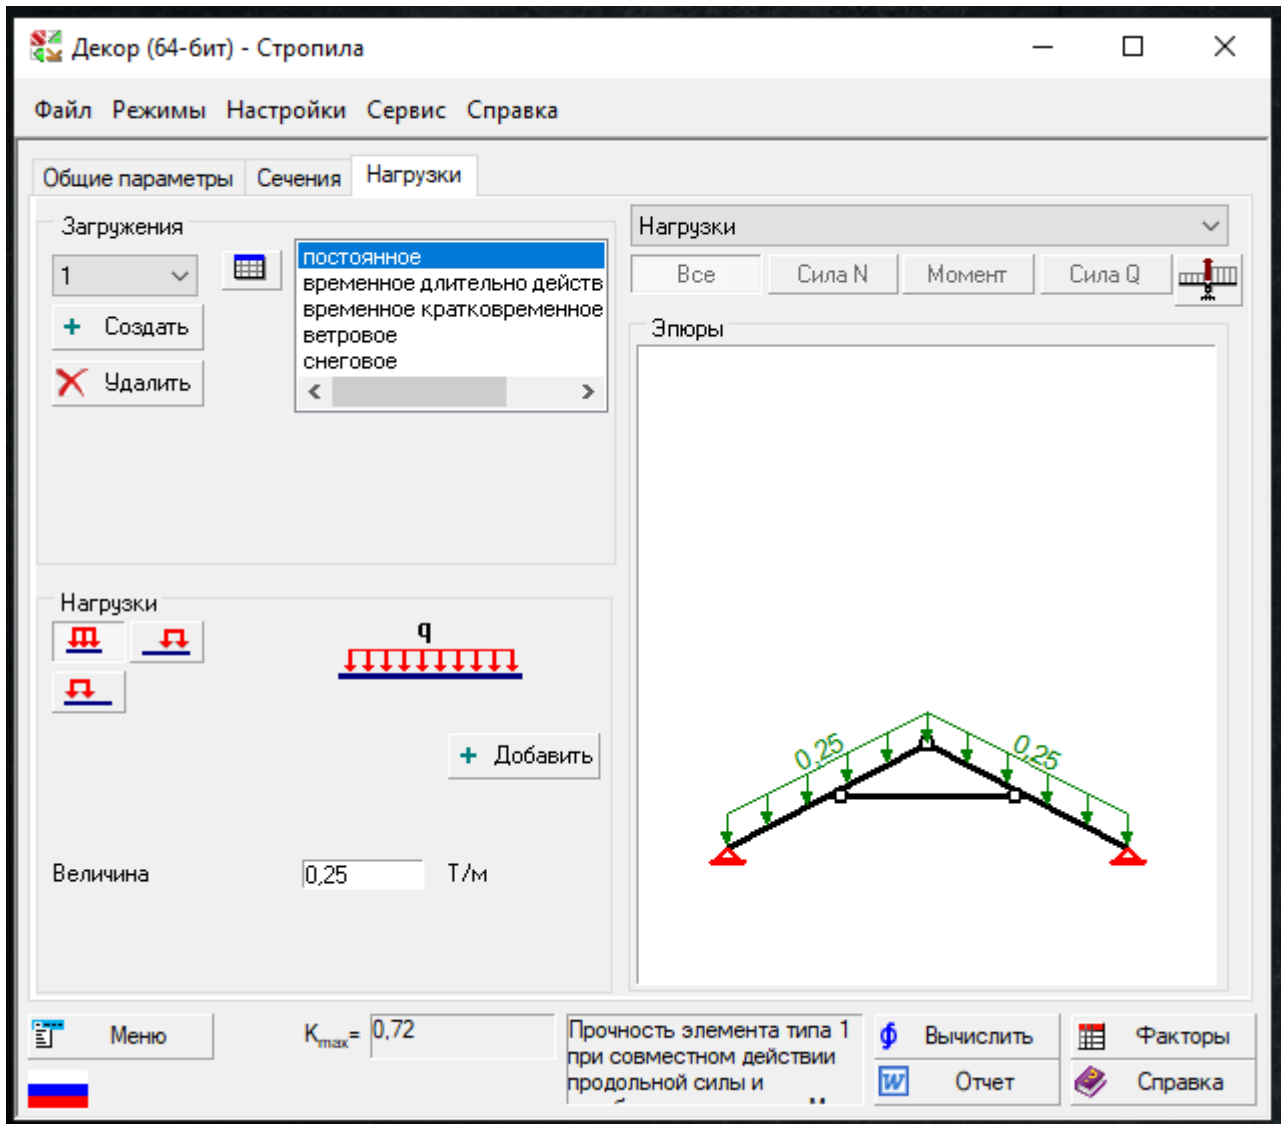 Декор (64-бит) - Стропила
Файл Режимы Настройки Сервис Справка
Общие параметры Сечения Нагрузки
Загружения
1
Создать
Удалить
постоянное
временное длительно действ
временное кратковременное
ветровое
снеговое
Нагрузки
Все Сила N Момент Сила Q
Эпюры
0,25 0,25
Нагрузки
q
Добавить
Величина 0,25 Т/м
Меню
Kmax= 0,72
Прочность элемента типа 1
при совместном действии
продольной силы и
Вычислить
Факторы
Отчет
Справка